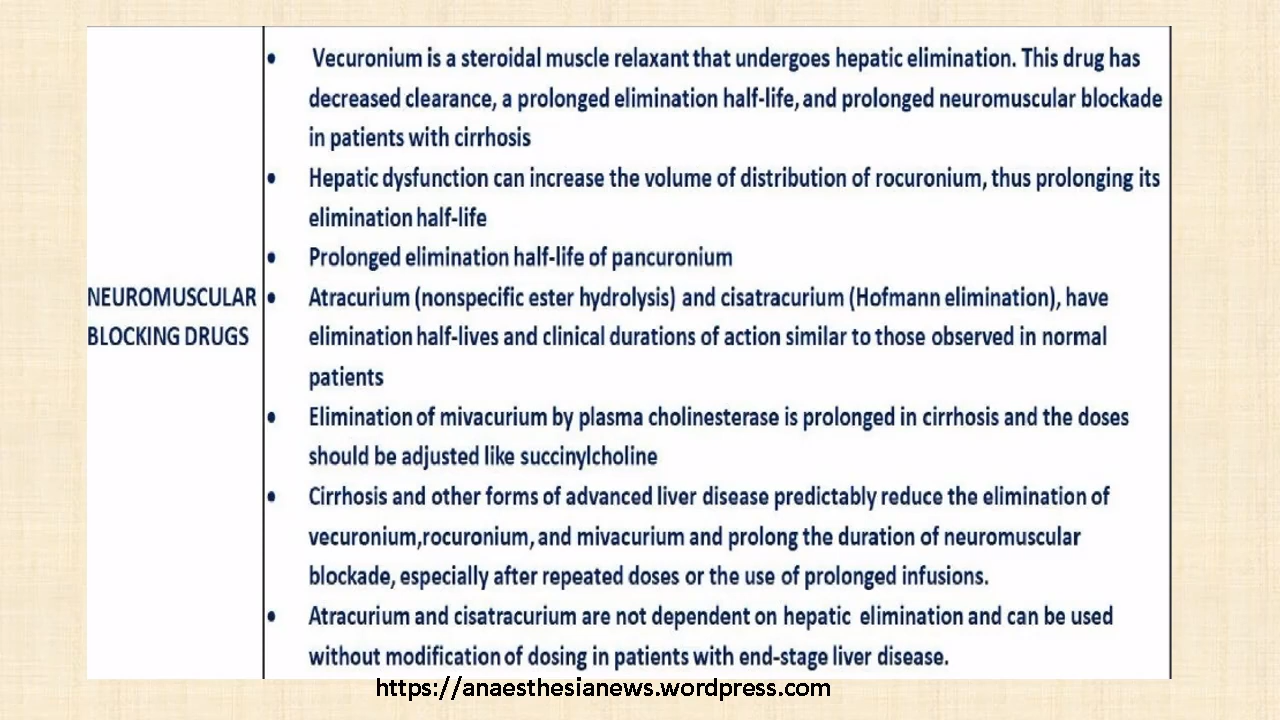 • Vecuronium is a steroidal muscle relaxant that undergoes hepatic elimination. This drug has
decreased clearance, a prolonged elimination half-life, and prolonged neuromuscular blockade
in patients with cirrhosis
• Hepatic dysfunction can increase the volume of distribution of rocuronium, thus prolonging its
elimination half-life
• Prolonged elimination half-life of pancuronium
NEUROMUSCULAR
BLOCKING DRUGS
• Atracurium (nonspecific ester hydrolysis) and cisatracurium (Hofmann elimination), have
elimination half-lives and clinical durations of action similar to those observed in normal
patients
• Elimination of mivacurium by plasma cholinesterase is prolonged in cirrhosis and the doses
should be adjusted like succinylcholine
• Cirrhosis and other forms of advanced liver disease predictably reduce the elimination of
vecuronium,rocuronium, and mivacurium and prolong the duration of neuromuscular
blockade, especially after repeated doses or the use of prolonged infusions.
• Atracurium and cisatracurium are not dependent on hepatic elimination and can be used
without modification of dosing in patients with end-stage liver disease.
https://anaesthesianews.wordpress.com